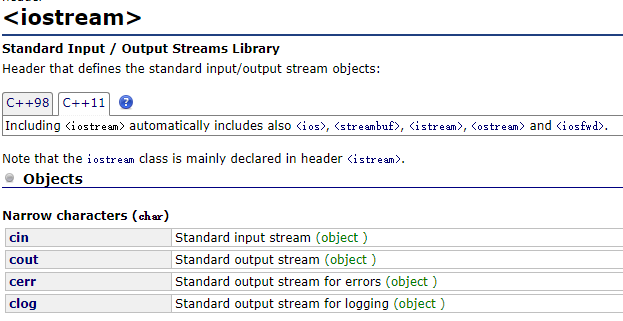 <iostream>
Standard Input / Output Streams Library
Header that defines the standard input/output stream objects:
C++98 C++11 ?
Including <iostream> automatically includes also <ios>, <streambuf>, <istream>, <ostream> and <iosfwd>.
Note that the iostream class is mainly declared in header <istream>.
Objects
Narrow characters (char)
cin Standard input stream (object )
cout Standard output stream (object )
cerr Standard output stream for errors (object )
clog Standard output stream for logging (object )